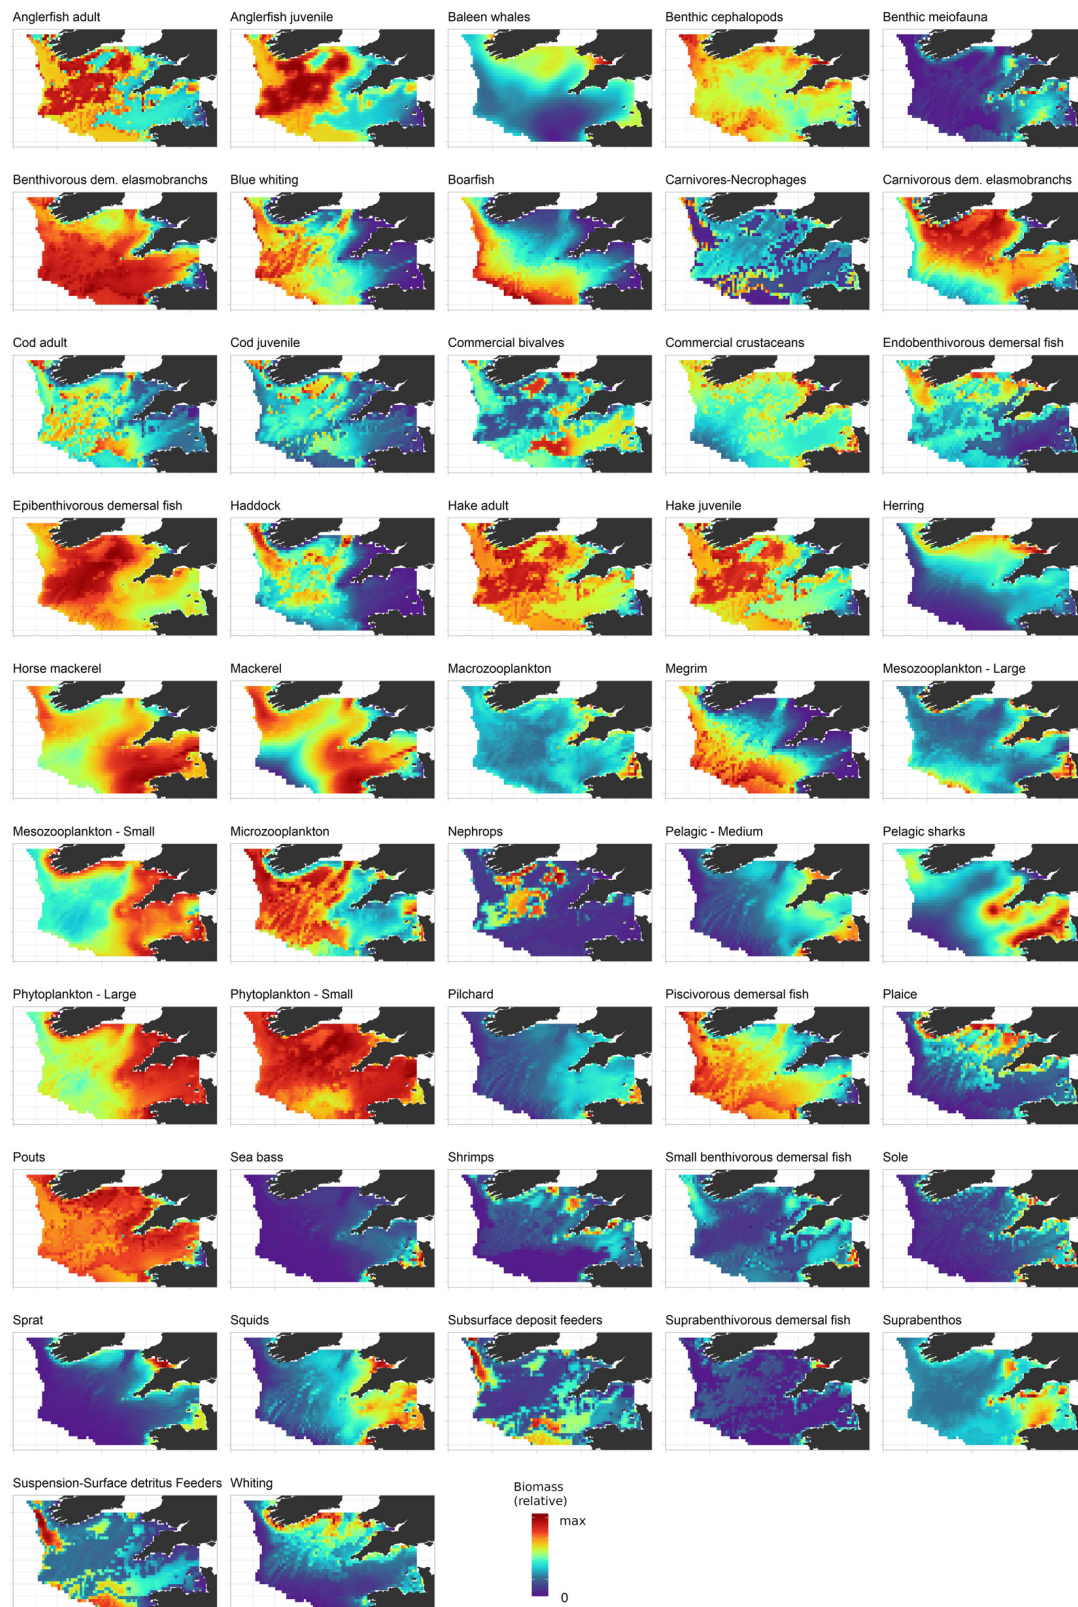 Anglerfish adult
Anglerfish juvenile
Baleen whales
Benthic cephalopods
Benthic meiofauna
Benthivorous dem. elasmobranchs
Blue whiting
Boarfish
Carnivores-Necrophages
Carnivorous dem. elasmobranchs
Cod adult
Cod juvenile
Commercial bivalves
Commercial crustaceans
Endobenthivorous demersal fish
Epibenthivorous demersal fish
Haddock
Hake adult
Hake juvenile
Herring
Horse mackerel
Mackerel
Macrozooplankton
Megrim
Mesozooplankton - Large
Mesozooplankton - Small
Microzooplankton
Nephrops
Pelagic - Medium
Pelagic sharks
Phytoplankton - Large
Phytoplankton - Small
Pilchard
Piscivorous demersal fish
Plaice
Pouts
Sea bass
Shrimps
Small benthivorous demersal fish
Sole
Sprat
Squids
Subsurface deposit feeders
Suprabenthivorous demersal fish
Suprabenthos
Suspension-Surface detritus Feeders
Whiting
Biomass
(relative)
max
0